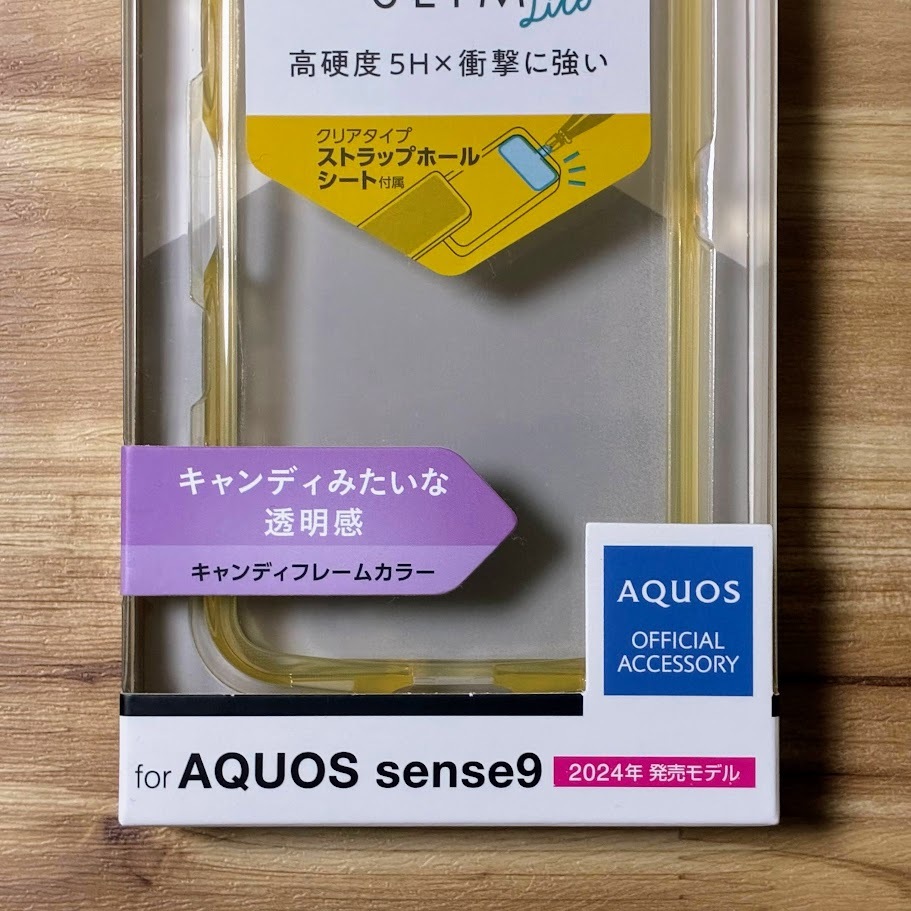 Lite
高硬度5H×衝撃に強い
クリアタイプ
ストラップホール
シート付属
キャンディみたいな
透明感
キャンディフレームカラー
AQUOS
OFFICIAL
ACCESSORY
for AQUOS sense9 2024年 発売モデル